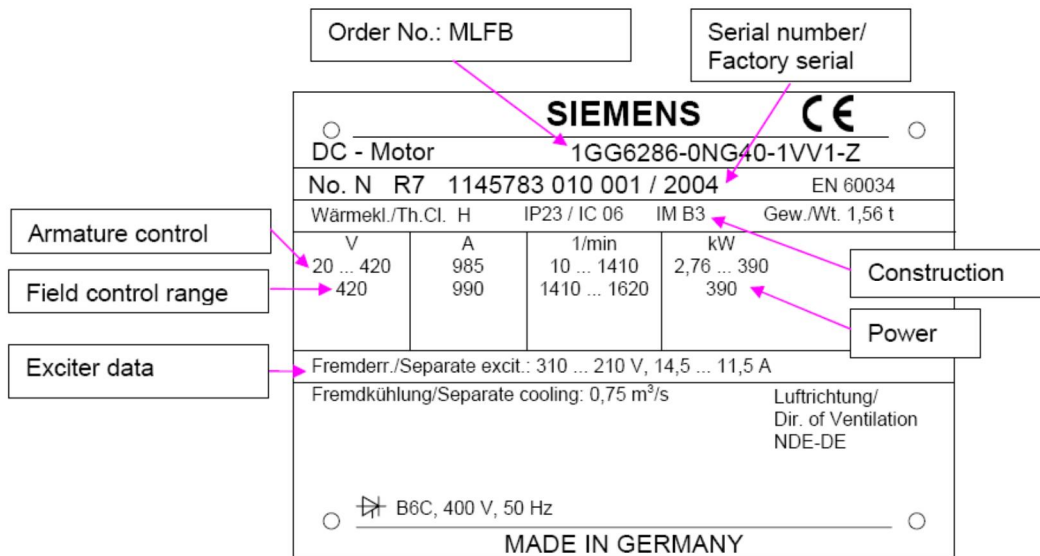 Order No.: MLFB
Serial number/
Factory serial
SIEMENS CE
DC - Motor 1GG6286-0NG40-1VV1-Z
No. N R7 1145783 010 001 / 2004 EN 60034
Wärmekl./Th.Cl. H IP23 / IC 06 IM B3 Gew./Wt. 1,56 t
Armature control
V A 1/min kW
20 ... 420 985 10 ... 1410 2,76 ... 390
Construction
Field control range
420 990 1410 ... 1620 390
Power
Exciter data
Fremderr./Separate excit.: 310 ... 210 V, 14,5 ... 11,5 A
Fremdkühlung/Separate cooling: 0,75 m³/s
Luftrichtung/
Dir. of Ventilation
NDE-DE
B6C, 400 V, 50 Hz
MADE IN GERMANY